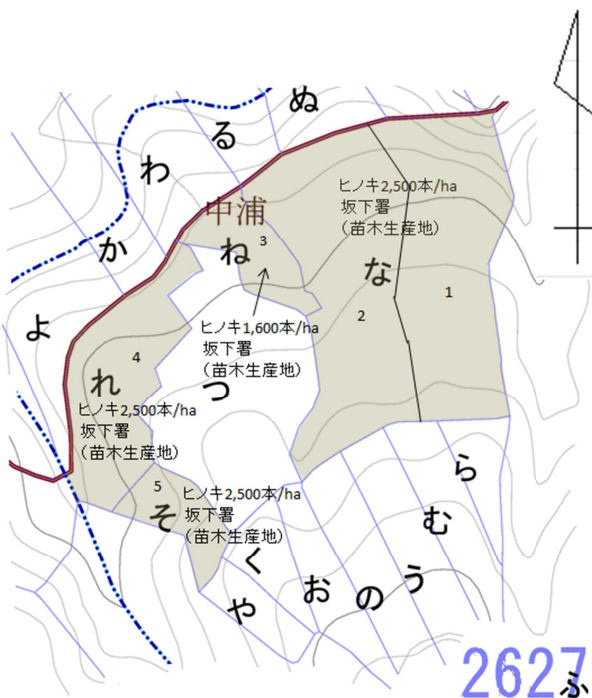 ぬ
る
わ
ヒノキ2,500本/ha
坂下署
(苗木生産地)
中浦
3
ね
か
な
1
2
よ
ヒノキ1,600本/ha
坂下署
(苗木生産地)
4
れ
つ
ヒノキ2,500本/ha
坂下署
(苗木生産地)
ら
5
ヒノキ2,500本/ha
坂下署
(苗木生産地)
そ
む
く
う
お
の
や
2627
ふ